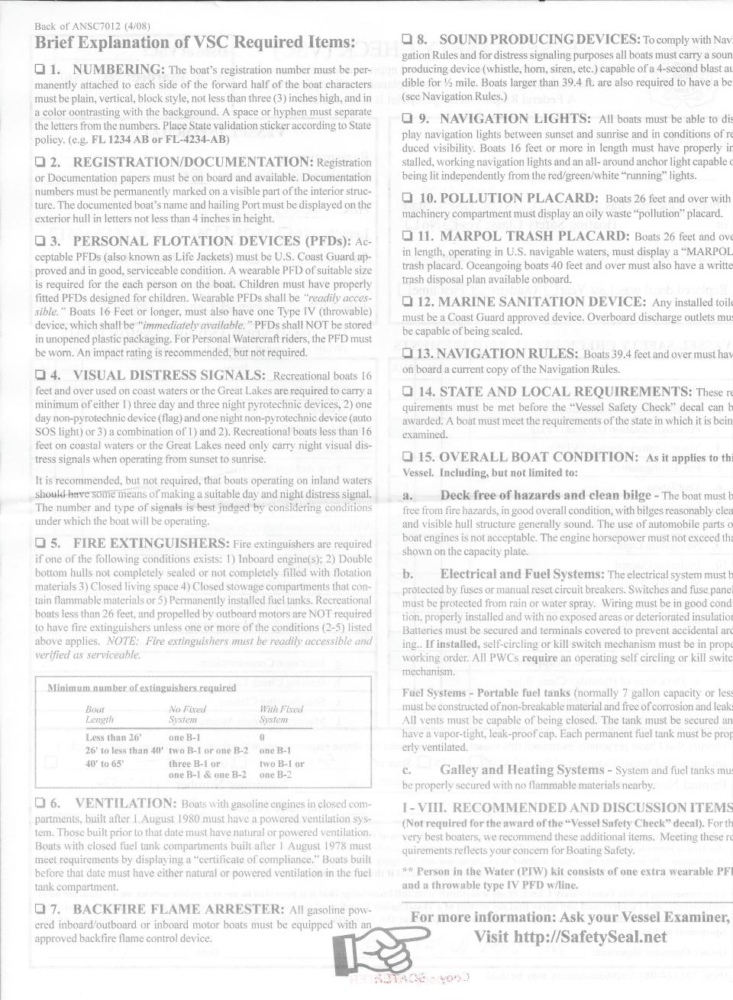 Back of ANSC7012 (4/08)
Brief Explanation of VSC Required Items:
❏ 1. NUMBERING: The boat's registration number must be per-
manently attached to each side of the forward half of the boat characters
must be plain, vertical, block style, not less than three (3) inches high, and in
a color oontrasting with the background. A space or hyphen must separate
the letters from the numbers. Place State validation sticker according to State
policy. (e.g. FL 1234 AB or FL-4234-AB)
❏ 2. REGISTRATION/DOCUMENTATION: Registration
or Documentation papers must be on board and available. Documentation
numbers must be permanently marked on a visible part of the interior struc-
ture. The documented boat's name and hailing Port must be displayed on the
exterior hull in letters not less than 4 inches in height.
❏ 3. PERSONAL FLOTATION DEVICES (PFDs): Ac-
ceptable PFDs (also known as Life Jackets) must be U.S. Coast Guard ap-
proved and in good, serviceable condition. A wearable PFD of suitable size
is required for the each person on the boat. Children must have properly
fitted PFDs designed for children. Wearable PFDs shall be "readily acces-
sible." Boats 16 Feet or longer, must also have one Type IV (throwable)
device, which shall be "immediately available." PFDs shall NOT be stored
in unopened plastic packaging. For Personal Watercraft riders, the PFD must
be worn. An impact rating is recommended, but not required.
❏ 4. VISUAL DISTRESS SIGNALS: Recreational boats 16
feet and over used on coast waters or the Great Lakes are required to carry a
minimum of either 1) three day and three night pyrotechnic devices, 2) one
day non-pyrotechnic device (flag) and one night non-pyrotechnic device (auto
SOS light) or 3) a combination of 1) and 2). Recreational boats less than 16
feet on coastal waters or the Great Lakes need only carry night visual dis-
tress signals when operating from sunset to sunrise.
It is recommended, but not required, that boats operating on inland waters
should have some means of making a suitable day and night distress signal.
The number and type of signals is best judged by considering conditions
under which the boat will be operating.
❏ 5. FIRE EXTINGUISHERS: Fire extinguishers are required
if one of the following conditions exists: 1) Inboard engine(s); 2) Double
bottom hulls not completely sealed or not completely filled with flotation
materials 3) Closed living space 4) Closed stowage compartments that con-
tain flammable materials or 5) Permanently installed fuel tanks. Recreational
boats less than 26 feet, and propelled by outboard motors are NOT required
to have fire extinguishers unless one or more of the conditions (2-5) listed
above applies. NOTE: Fire extinguishers must be readily accessible and
verified as serviceable.
Minimum number of extinguishers required
Boat No Fixed With Fixed
Length System System
Less than 26' one B-1 0
26' to less than 40' two B-1 or one B-2 one B-1
40' to 65' three B-1 or two B-1 or
one B-1 & one B-2 one B-2
❏ 6. VENTILATION: Boats with gasoline engines in closed com-
partments, built after 1 August 1980 must have a powered ventilation sys-
tem. Those built prior to that date must have natural or powered ventilation.
Boats with closed fuel tank compartments built after 1 August 1978 must
meet requirements by displaying a "certificate of compliance." Boats built
before that date must have either natural or powered ventilation in the fuel
tank compartment.
❏ 7. BACKFIRE FLAME ARRESTER: All gasoline pow-
ered inboard/outboard or inboard motor boats must be equipped with an
approved backfire flame control device.
❏ 8. SOUND PRODUCING DEVICES: To comply with Navi
gation Rules and for distress signaling purposes all boats must carry a soun
producing device (whistle, horn, siren, etc.) capable of a 4-second blast au
dible for ½ mile. Boats larger than 39.4 ft. are also required to have a be
(see Navigation Rules.)
❏ 9. NAVIGATION LIGHTS: All boats must be able to dis
play navigation lights between sunset and sunrise and in conditions of re
duced visibility. Boats 16 feet or more in length must have properly in
stalled, working navigation lights and an all- around anchor light capable o
being lit independently from the red/green/white "running" lights.
❏ 10. POLLUTION PLACARD: Boats 26 feet and over with
machinery compartment must display an oily waste "pollution" placard.
❏ 11. MARPOL TRASH PLACARD: Boats 26 feet and ove
in length, operating in U.S. navigable waters, must display a "MARPOL
trash placard. Oceangoing boats 40 feet and over must also have a writte
trash disposal plan available onboard.
❏ 12. MARINE SANITATION DEVICE: Any installed toile
must be a Coast Guard approved device. Overboard discharge outlets mus
be capable of being sealed.
❏ 13. NAVIGATION RULES: Boats 39.4 feet and over must hav
on board a current copy of the Navigation Rules.
❏ 14. STATE AND LOCAL REQUIREMENTS: These re
quirements must be met before the "Vessel Safety Check" decal can b
awarded. A boat must meet the requirements of the state in which it is bein
examined.
❏ 15. OVERALL BOAT CONDITION: As it applies to thi
Vessel. Including, but not limited to:
a. Deck free of hazards and clean bilge - The boat must b
free from fire hazards, in good overall condition, with bilges reasonably clea
and visible hull structure generally sound. The use of automobile parts o
boat engines is not acceptable. The engine horsepower must not exceed tha
shown on the capacity plate.
b. Electrical and Fuel Systems: The electrical system must b
protected by fuses or manual reset circuit breakers. Switches and fuse panel
must be protected from rain or water spray. Wiring must be in good condi
tion, properly installed and with no exposed areas or deteriorated insulation
Batteries must be secured and terminals covered to prevent accidental arc
ing.. If installed, self-circling or kill switch mechanism must be in prope
working order. All PWCs require an operating self circling or kill switc
mechanism.
Fuel Systems - Portable fuel tanks (normally 7 gallon capacity or less
must be constructed of non-breakable material and free of corrosion and leaks
All vents must be capable of being closed. The tank must be secured an
have a vapor-tight, leak-proof cap. Each permanent fuel tank must be prop
erly ventilated.
c. Galley and Heating Systems - System and fuel tanks mus
be properly secured with no flammable materials nearby.
I - VIII. RECOMMENDED AND DISCUSSION ITEMS
(Not required for the award of the "Vessel Safety Check" decal). For th
very best boaters, we recommend these additional items. Meeting these re
quirements reflects your concern for Boating Safety.
** Person in the Water (PIW) kit consists of one extra wearable PFD
and a throwable type IV PFD w/line.
For more information: Ask your Vessel Examiner,
Visit http://SafetySeal.net